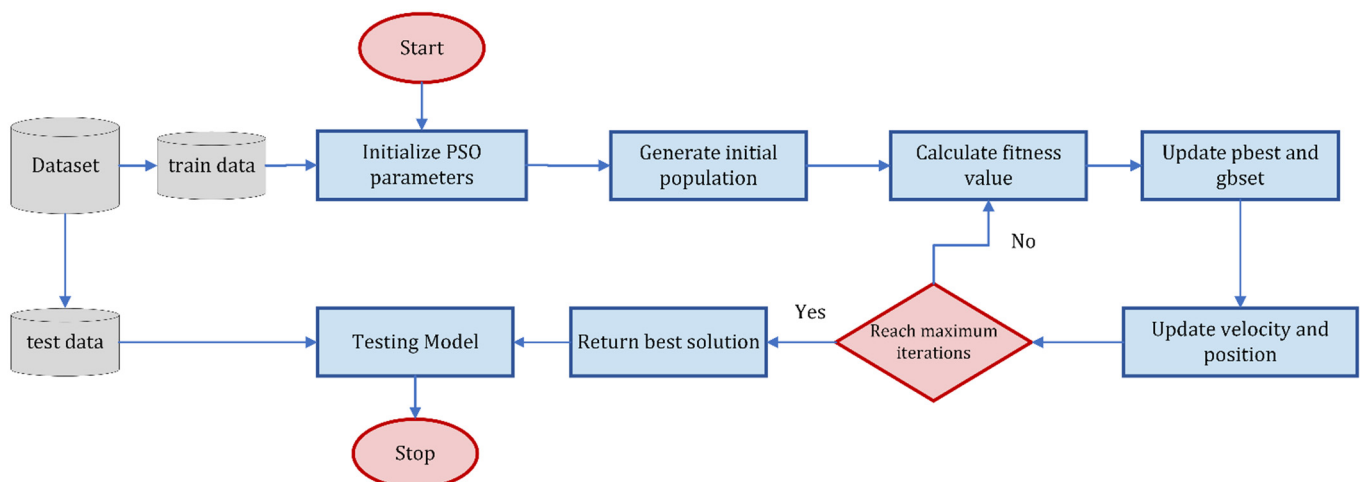 Start
Dataset
train data
Initialize PSO
parameters
Generate initial
population
Calculate fitness
value
Update pbest and
gbset
No
Yes
test data
Testing Model
Return best solution
Reach maximum
iterations
Update velocity and
position
Stop